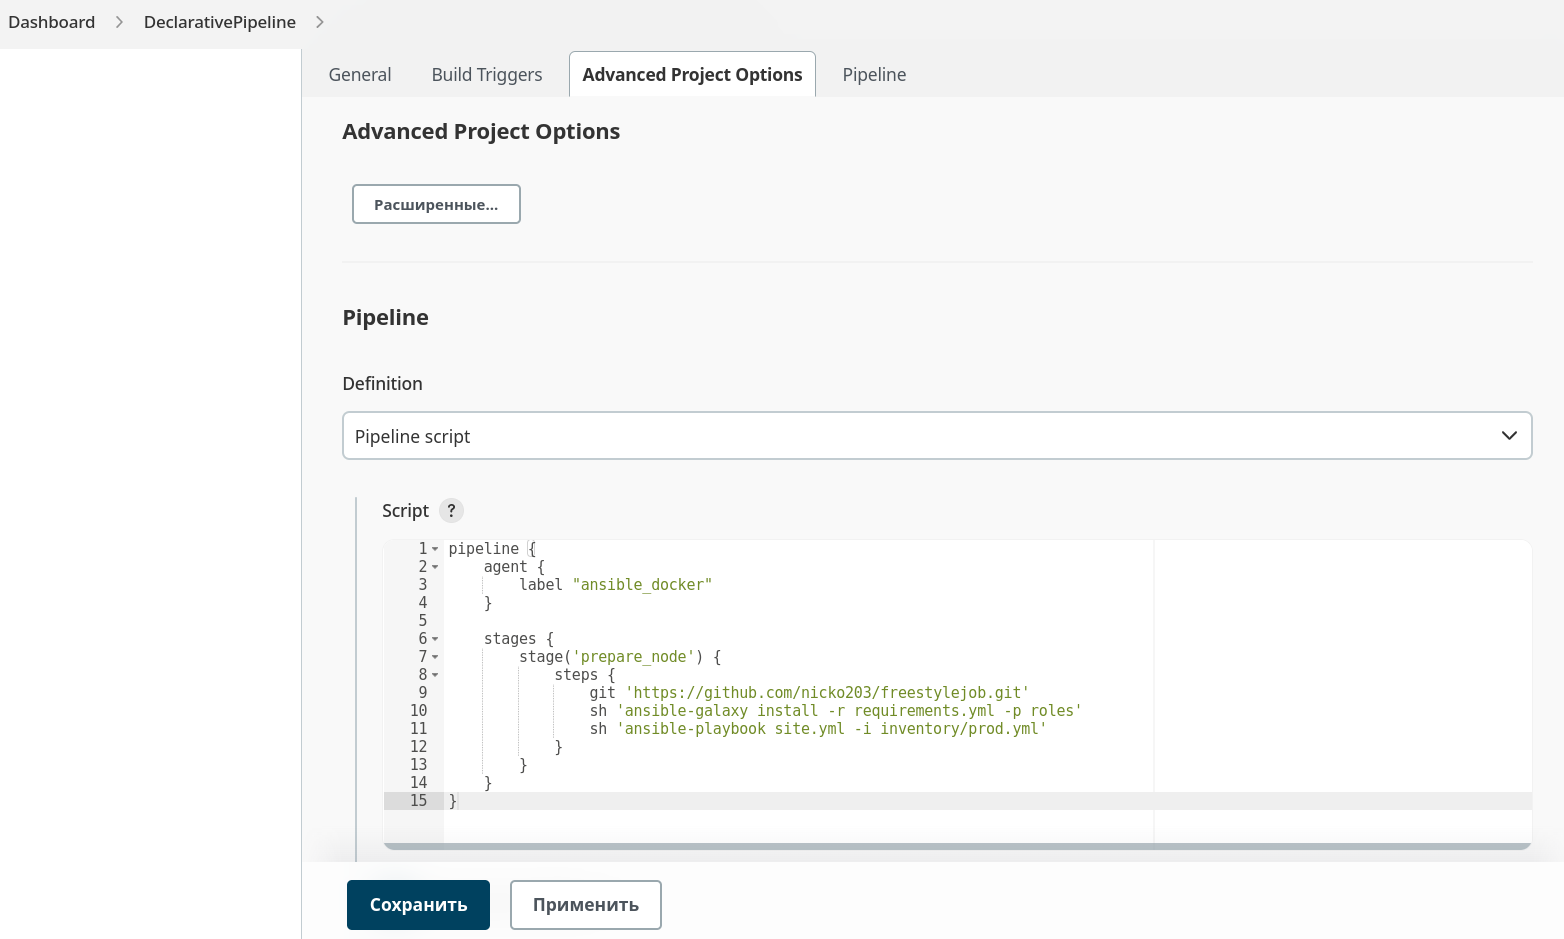 Dashboard > DeclarativePipeline >
General Build Triggers Advanced Project Options Pipeline
Advanced Project Options
Расширенные...
Pipeline
Definition
Pipeline script
Script ?
1 pipeline {
2     agent {
3         label "ansible_docker"
4     }
5
6     stages {
7         stage('prepare_node') {
8             steps {
9                 git 'https://github.com/nicko203/freestylejob.git'
10                 sh 'ansible-galaxy install -r requirements.yml -p roles'
11                 sh 'ansible-playbook site.yml -i inventory/prod.yml'
12             }
13         }
14     }
15 }
Сохранить Применить